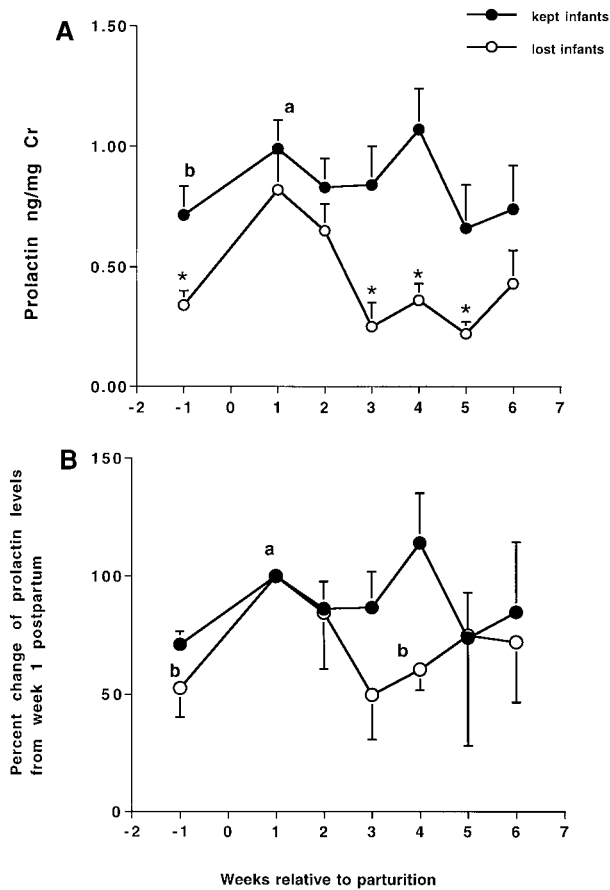 A
1.50
1.00
0.50
0.00
Prolactin ng/mg Cr
kept infants
lost infants
a
b
*
*
*
*
-2 -1 0 1 2 3 4 5 6 7
B
150
100
50
0
Percent change of prolactin levels
from week 1 postpartum
a
b
b
-2 -1 0 1 2 3 4 5 6 7
Weeks relative to parturition